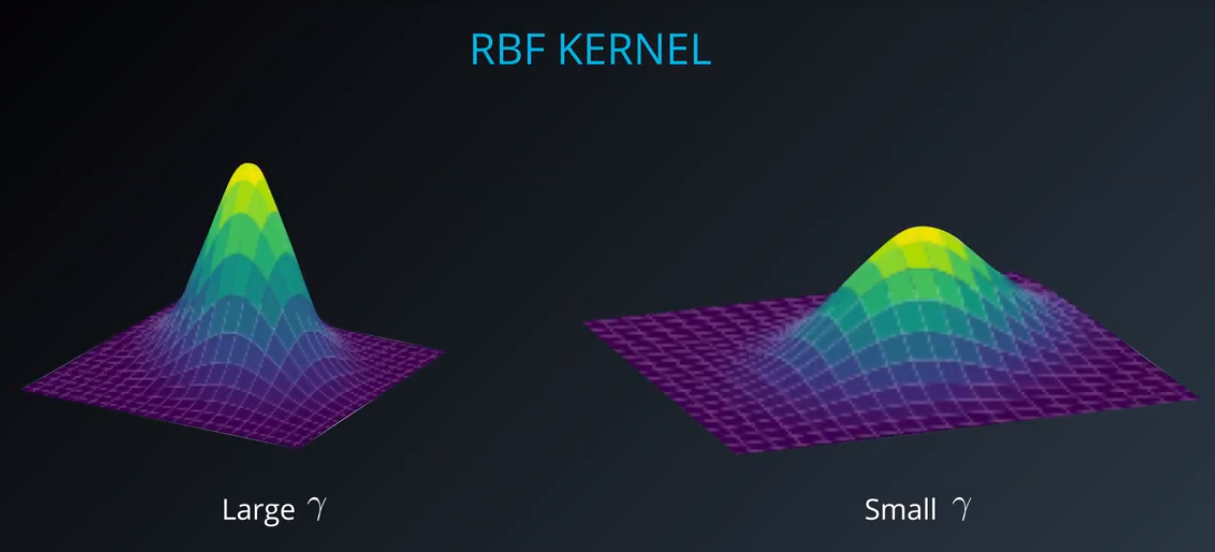 RBF KERNEL
Large γ
Small γ